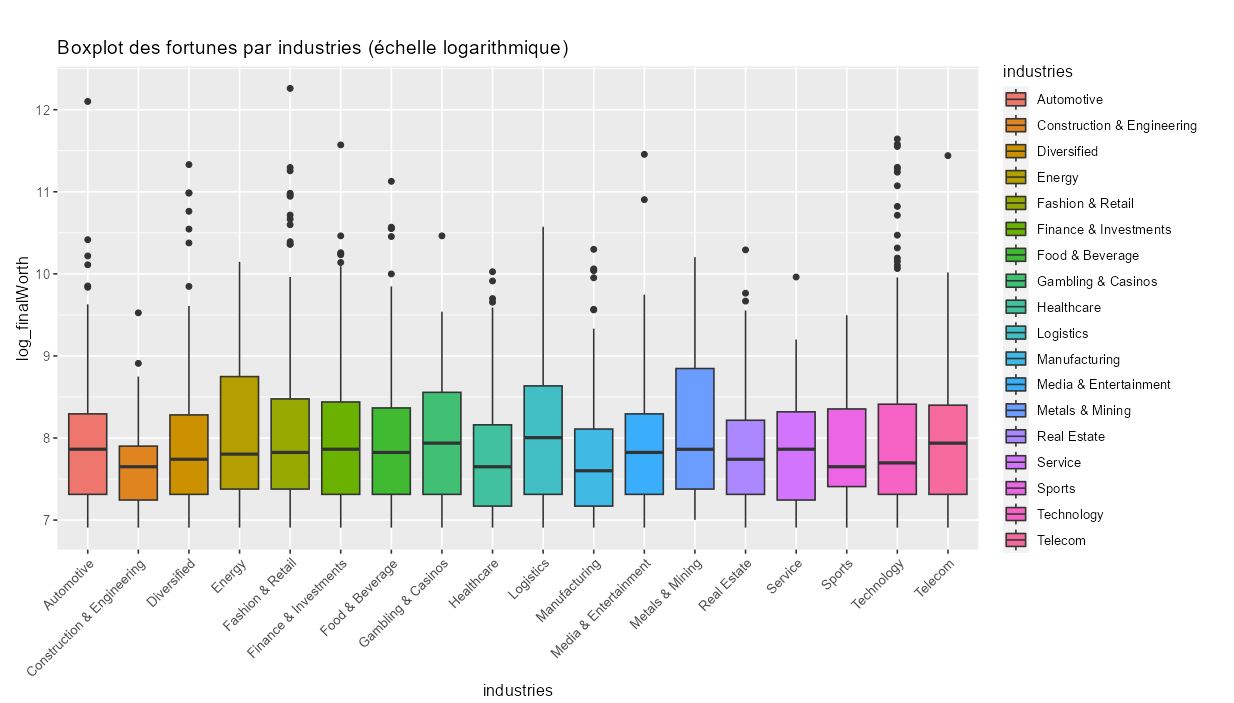 Boxplot des fortunes par industries (échelle logarithmique)
log_finalWorth
12
11
10
9
8
7
Automotive
Construction & Engineering
Diversified
Energy
Fashion & Retail
Finance & Investments
Food & Beverage
Gambling & Casinos
Healthcare
Logistics
Manufacturing
Media & Entertainment
Metals & Mining
Real Estate
Service
Sports
Technology
Telecom
industries
industries
Automotive
Construction & Engineering
Diversified
Energy
Fashion & Retail
Finance & Investments
Food & Beverage
Gambling & Casinos
Healthcare
Logistics
Manufacturing
Media & Entertainment
Metals & Mining
Real Estate
Service
Sports
Technology
Telecom